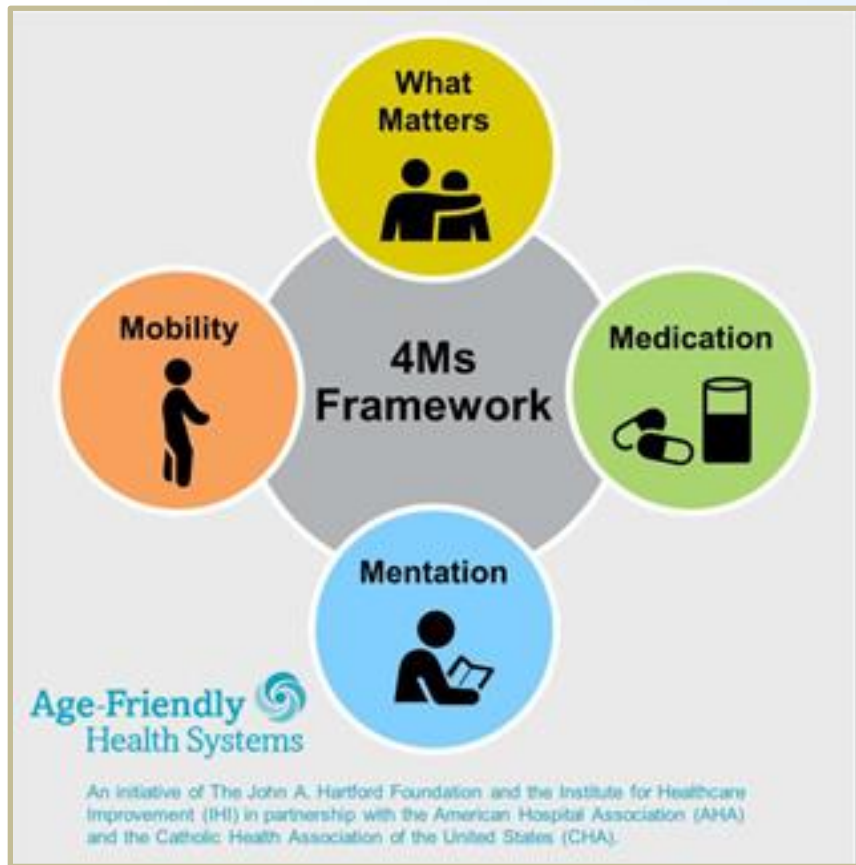 What
Matters
Mobility
4Ms
Framework
Medication
Mentation
Age-Friendly
Health Systems
An initiative of The John A. Hartford Foundation and the Institute for Healthcare
Improvement (IHI) in partnership with the American Hospital Association (AHA)
and the Catholic Health Association of the United States (CHA).